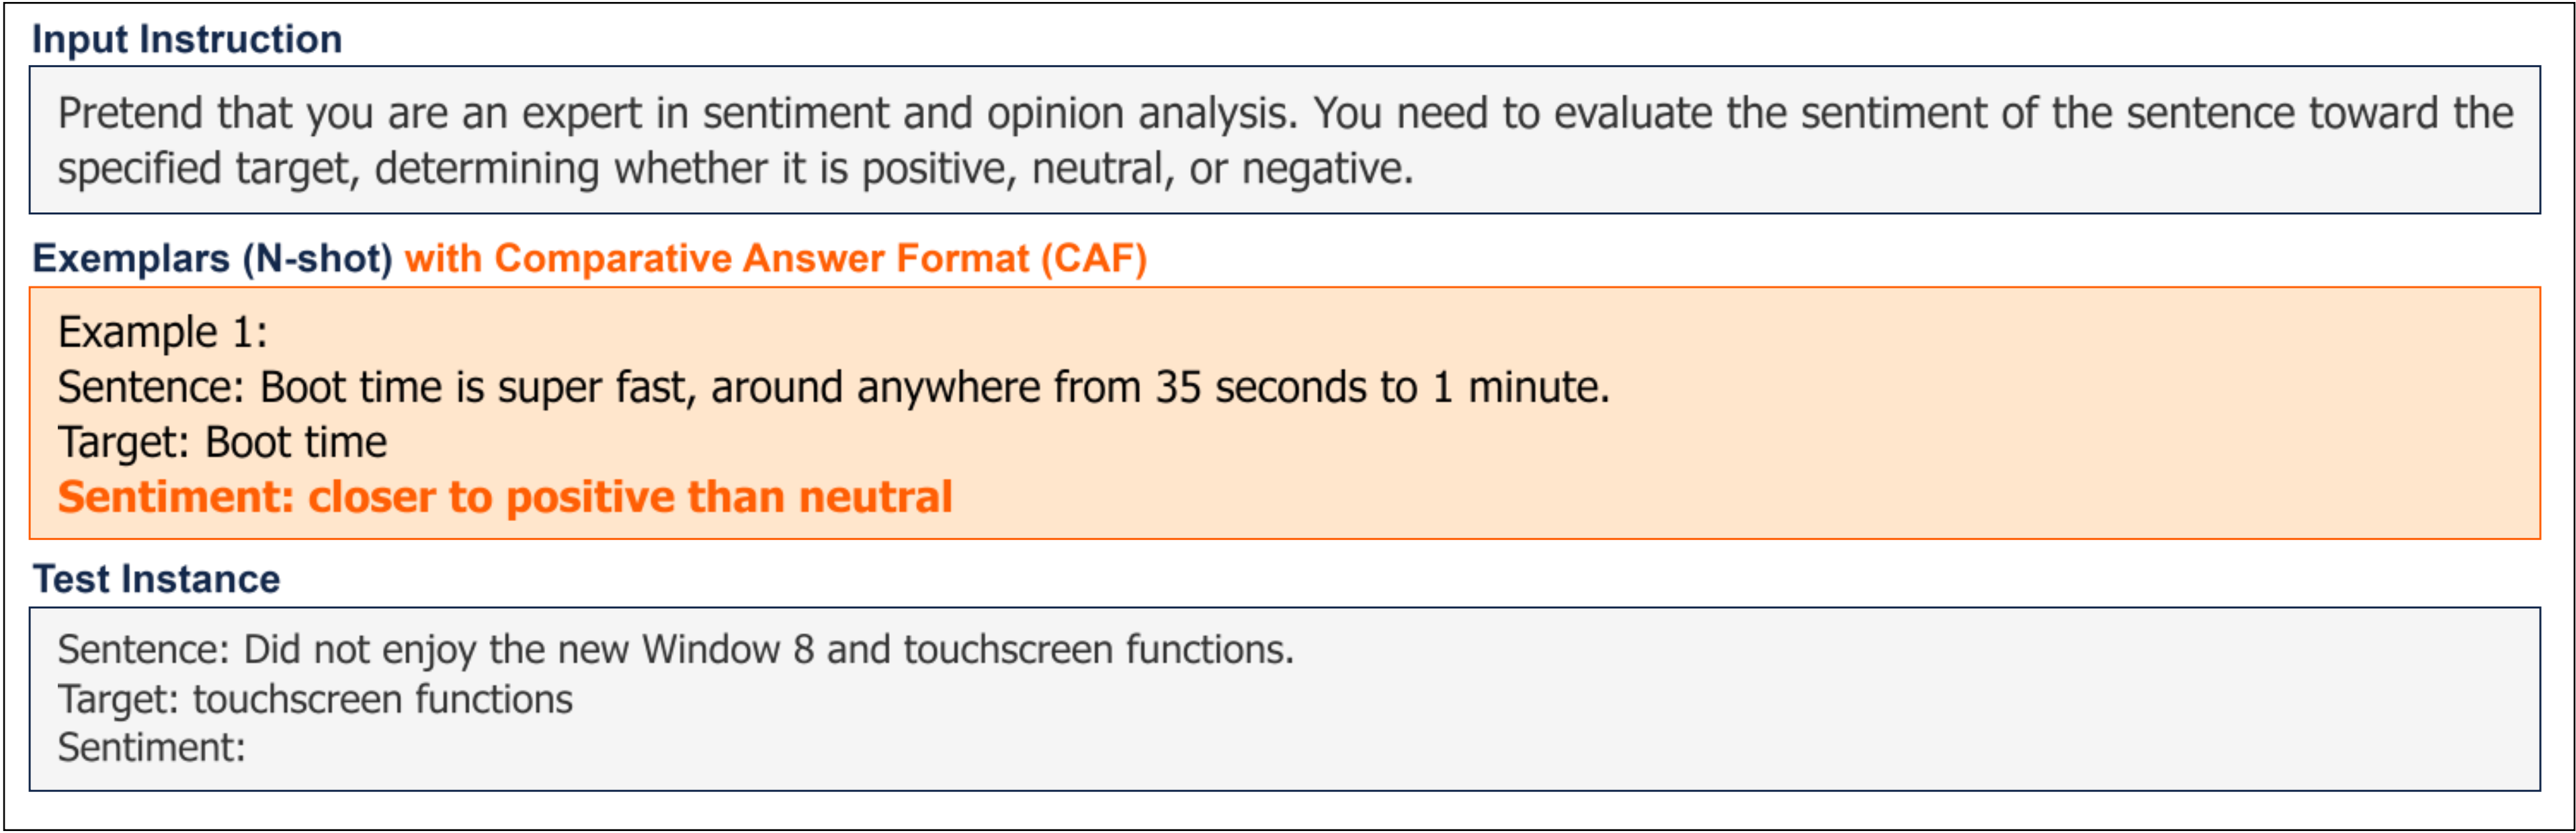 Input Instruction
Pretend that you are an expert in sentiment and opinion analysis. You need to evaluate the sentiment of the sentence toward the
specified target, determining whether it is positive, neutral, or negative.
Exemplars (N-shot) with Comparative Answer Format (CAF)
Example 1:
Sentence: Boot time is super fast, around anywhere from 35 seconds to 1 minute.
Target: Boot time
Sentiment: closer to positive than neutral
Test Instance
Sentence: Did not enjoy the new Window 8 and touchscreen functions.
Target: touchscreen functions
Sentiment: